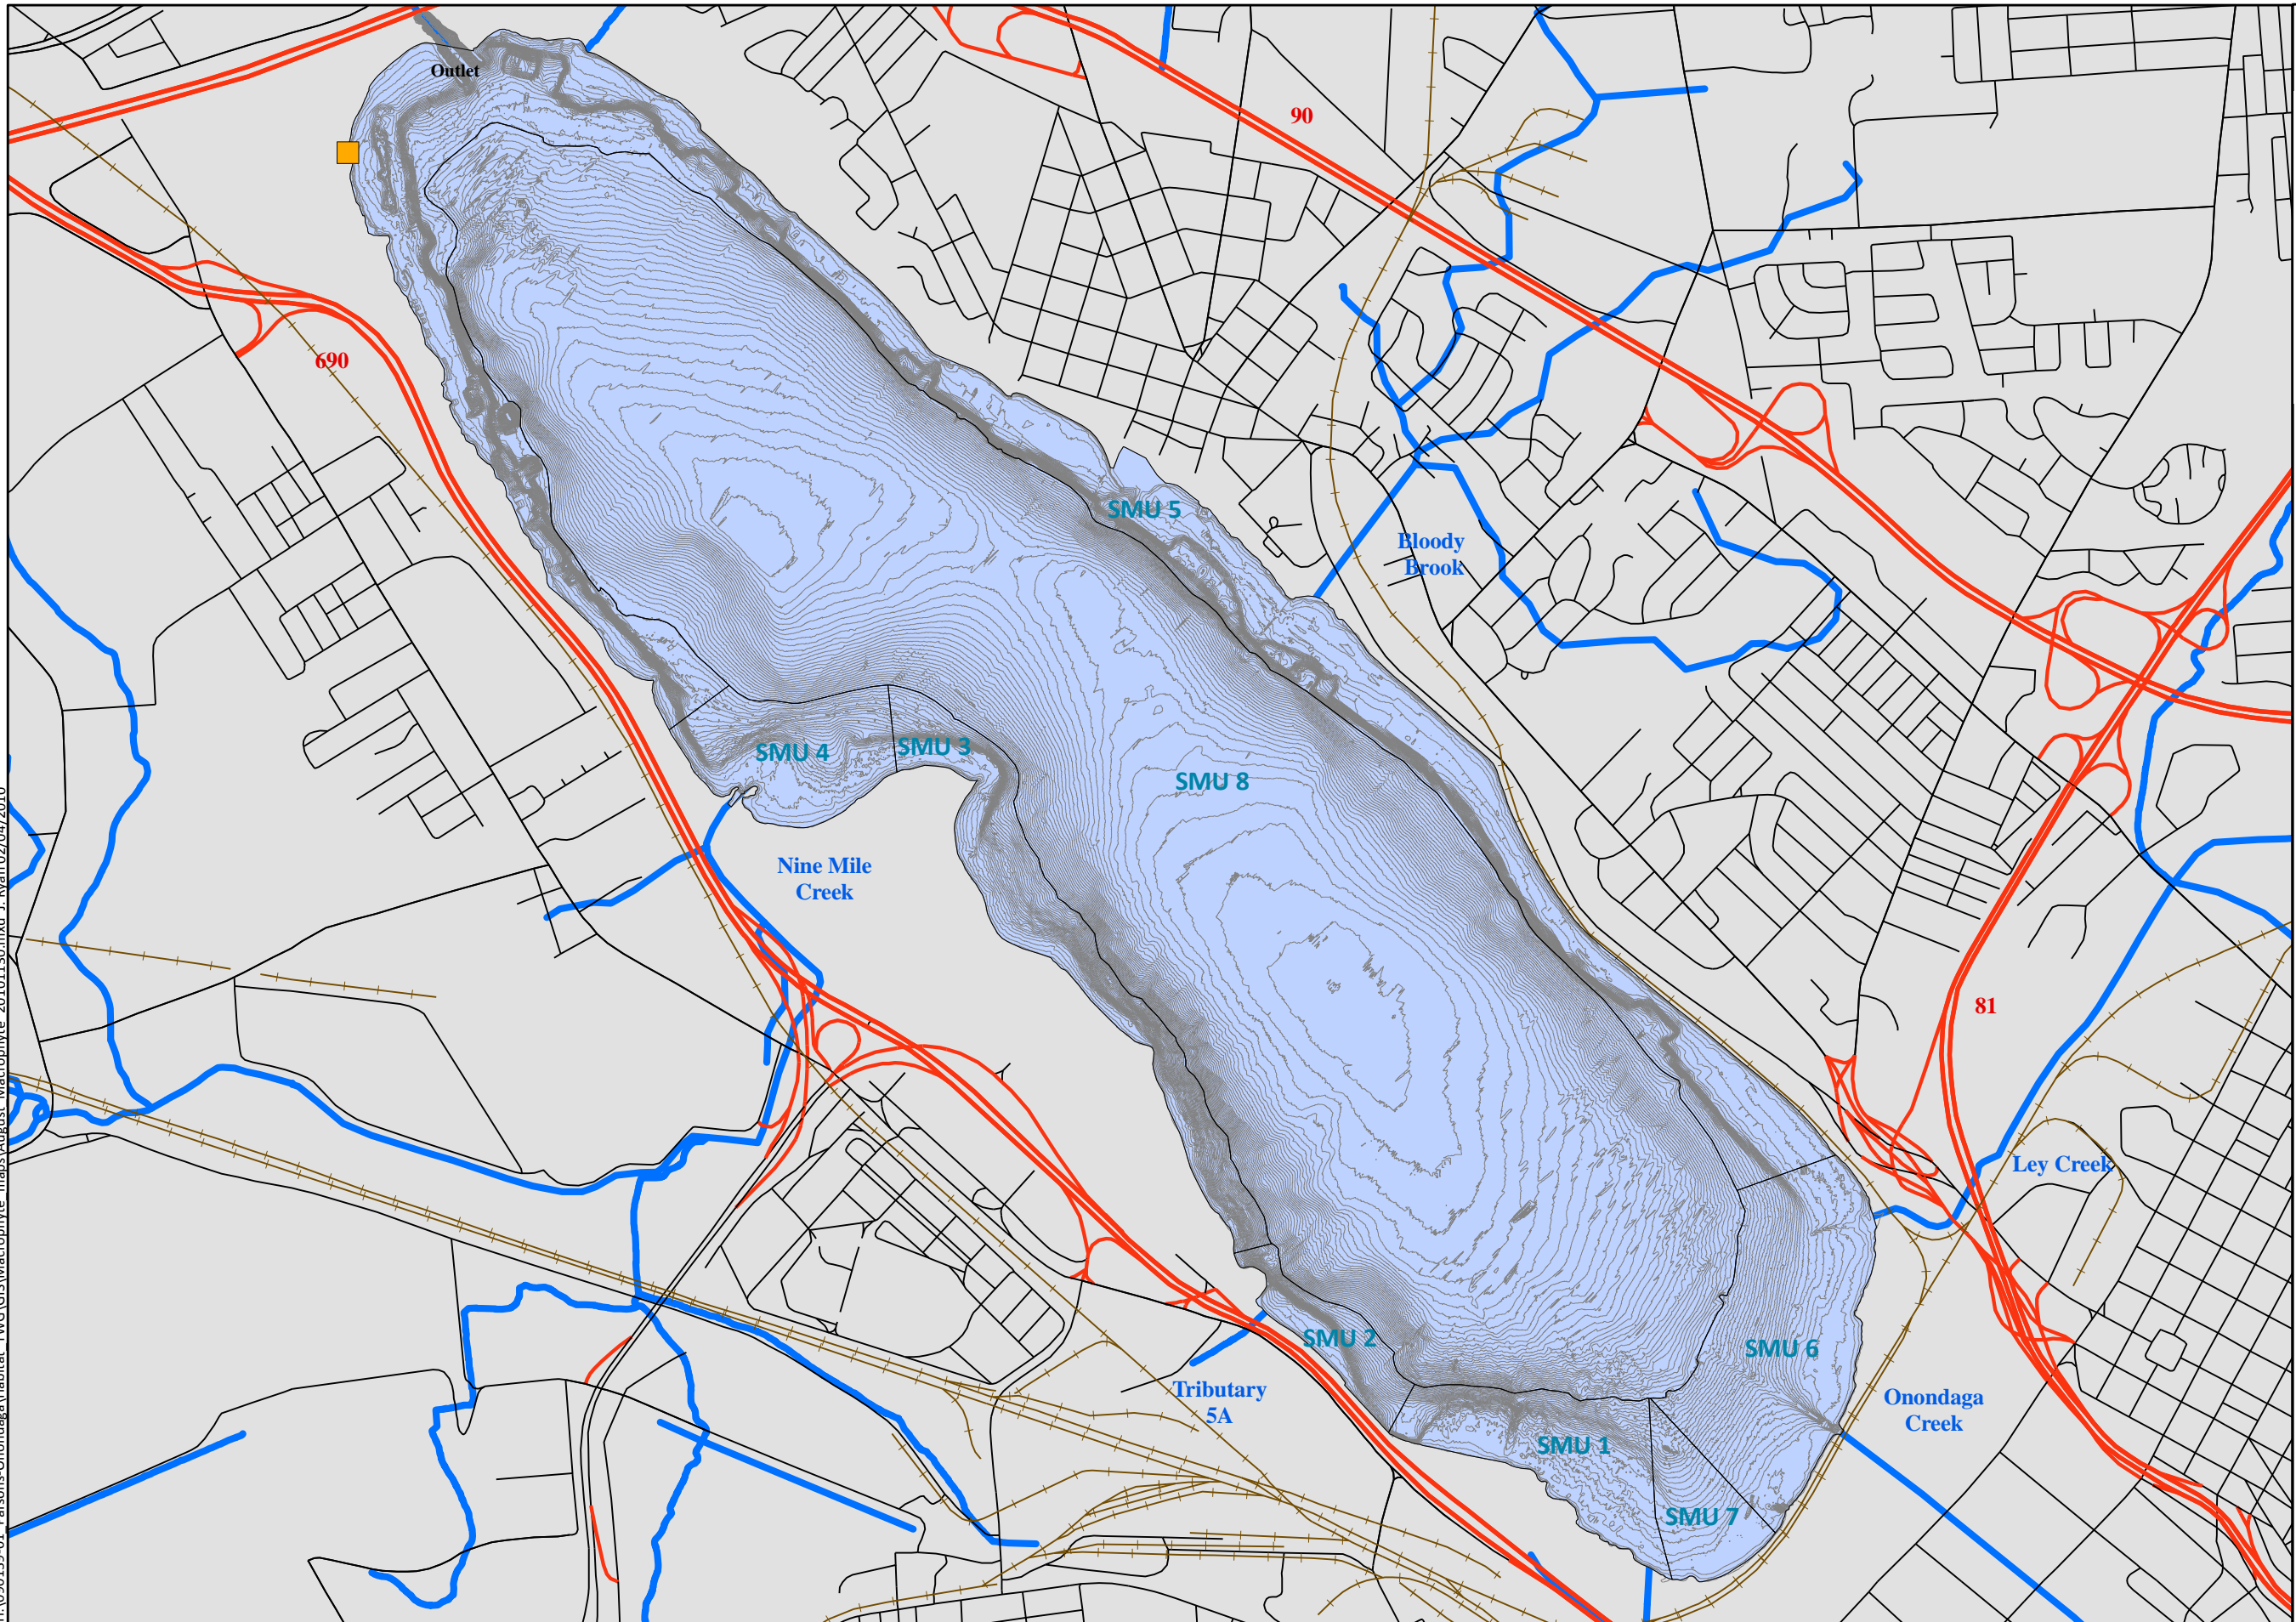 Outlet
90
690
SMU 5
Bloody
Brook
SMU 4
SMU 3
SMU 8
Nine Mile
Creek
81
Ley Creek
SMU 2
SMU 6
Tributary
5A
Onondaga
Creek
SMU 1
SMU 7